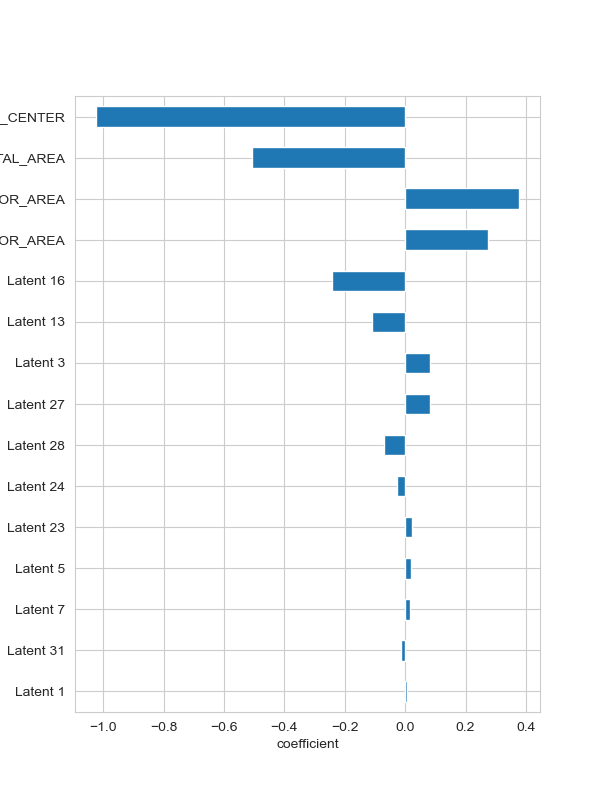 _CENTER
TAL_AREA
OR_AREA
OR_AREA
Latent 16
Latent 13
Latent 3
Latent 27
Latent 28
Latent 24
Latent 23
Latent 5
Latent 7
Latent 31
Latent 1
−1.0 −0.8 −0.6 −0.4 −0.2 0.0 0.2 0.4
coefficient